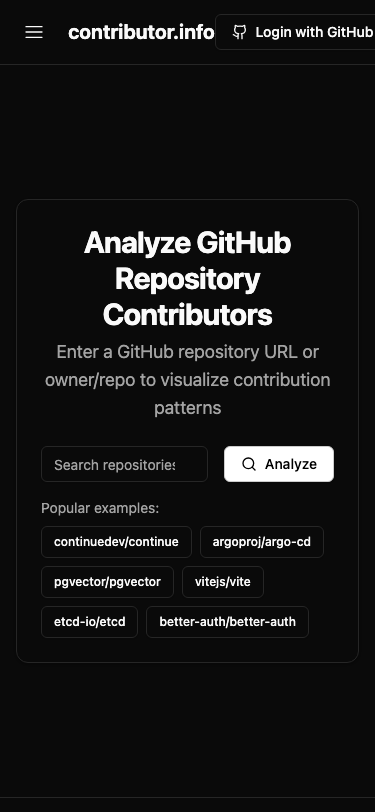 contributor.info
Login with GitHub
Analyze GitHub
Repository
Contributors
Enter a GitHub repository URL or
owner/repo to visualize contribution
patterns
Search repositories
Analyze
Popular examples:
continuedev/continue
argoproj/argo-cd
pgvector/pgvector
vitejs/vite
etcd-io/etcd
better-auth/better-auth